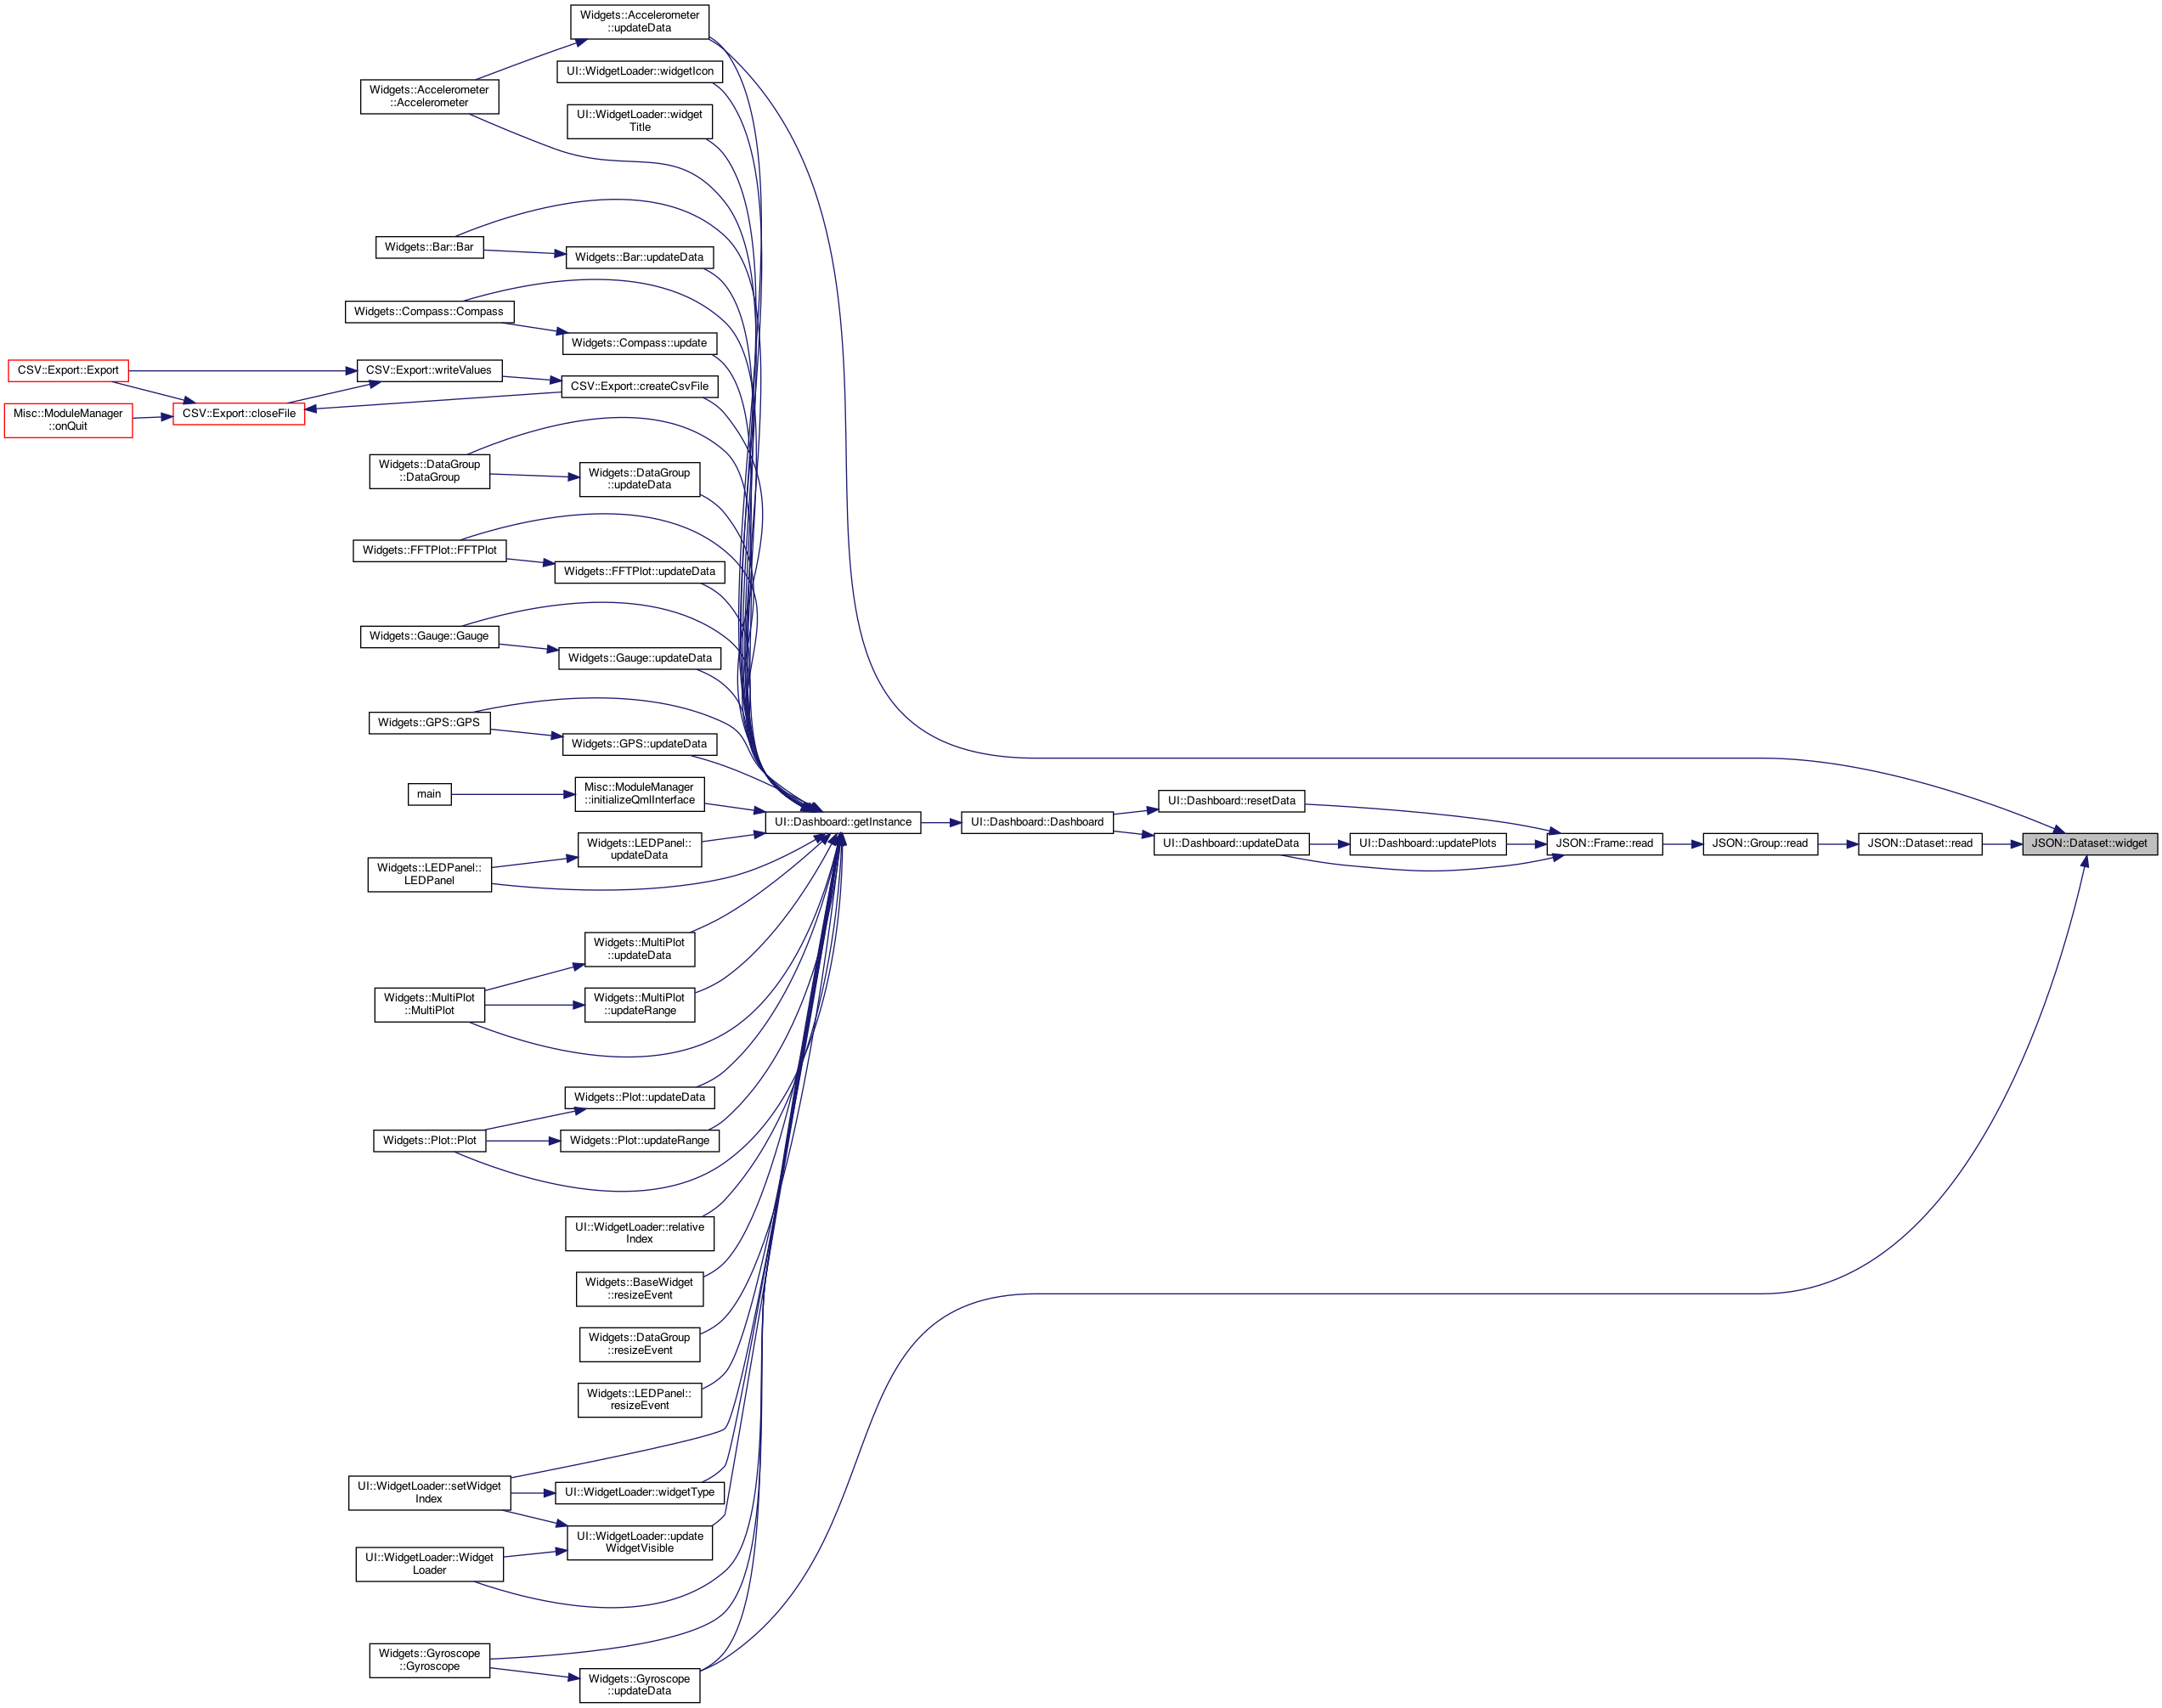 Widgets::Accelerometer
::updateData
UI::WidgetLoader::widgetIcon
Widgets::Accelerometer
::Accelerometer
UI::WidgetLoader::widget
Title
Widgets::Bar::Bar
Widgets::Bar::updateData
Widgets::Compass::Compass
Widgets::Compass::update
CSV::Export::Export
CSV::Export::writeValues
CSV::Export::createCsvFile
Misc::ModuleManager
::onQuit
CSV::Export::closeFile
Widgets::DataGroup
::DataGroup
Widgets::DataGroup
::updateData
Widgets::FFTPlot::FFTPlot
Widgets::FFTPlot::updateData
Widgets::Gauge::Gauge
Widgets::Gauge::updateData
Widgets::GPS::GPS
Widgets::GPS::updateData
main
Misc::ModuleManager
::initializeQmlInterface
UI::Dashboard::getInstance
UI::Dashboard::Dashboard
UI::Dashboard::resetData
UI::Dashboard::updateData
UI::Dashboard::updatePlots
JSON::Frame::read
JSON::Group::read
JSON::Dataset::read
JSON::Dataset::widget
Widgets::LEDPanel::
updateData
Widgets::LEDPanel::
LEDPanel
Widgets::MultiPlot
::updateData
Widgets::MultiPlot
::MultiPlot
Widgets::MultiPlot
::updateRange
Widgets::Plot::updateData
Widgets::Plot::Plot
Widgets::Plot::updateRange
UI::WidgetLoader::relative
Index
Widgets::BaseWidget
::resizeEvent
Widgets::DataGroup
::resizeEvent
Widgets::LEDPanel::
resizeEvent
UI::WidgetLoader::setWidget
Index
UI::WidgetLoader::widgetType
UI::WidgetLoader::update
WidgetVisible
UI::WidgetLoader::Widget
Loader
Widgets::Gyroscope
::Gyroscope
Widgets::Gyroscope
::updateData